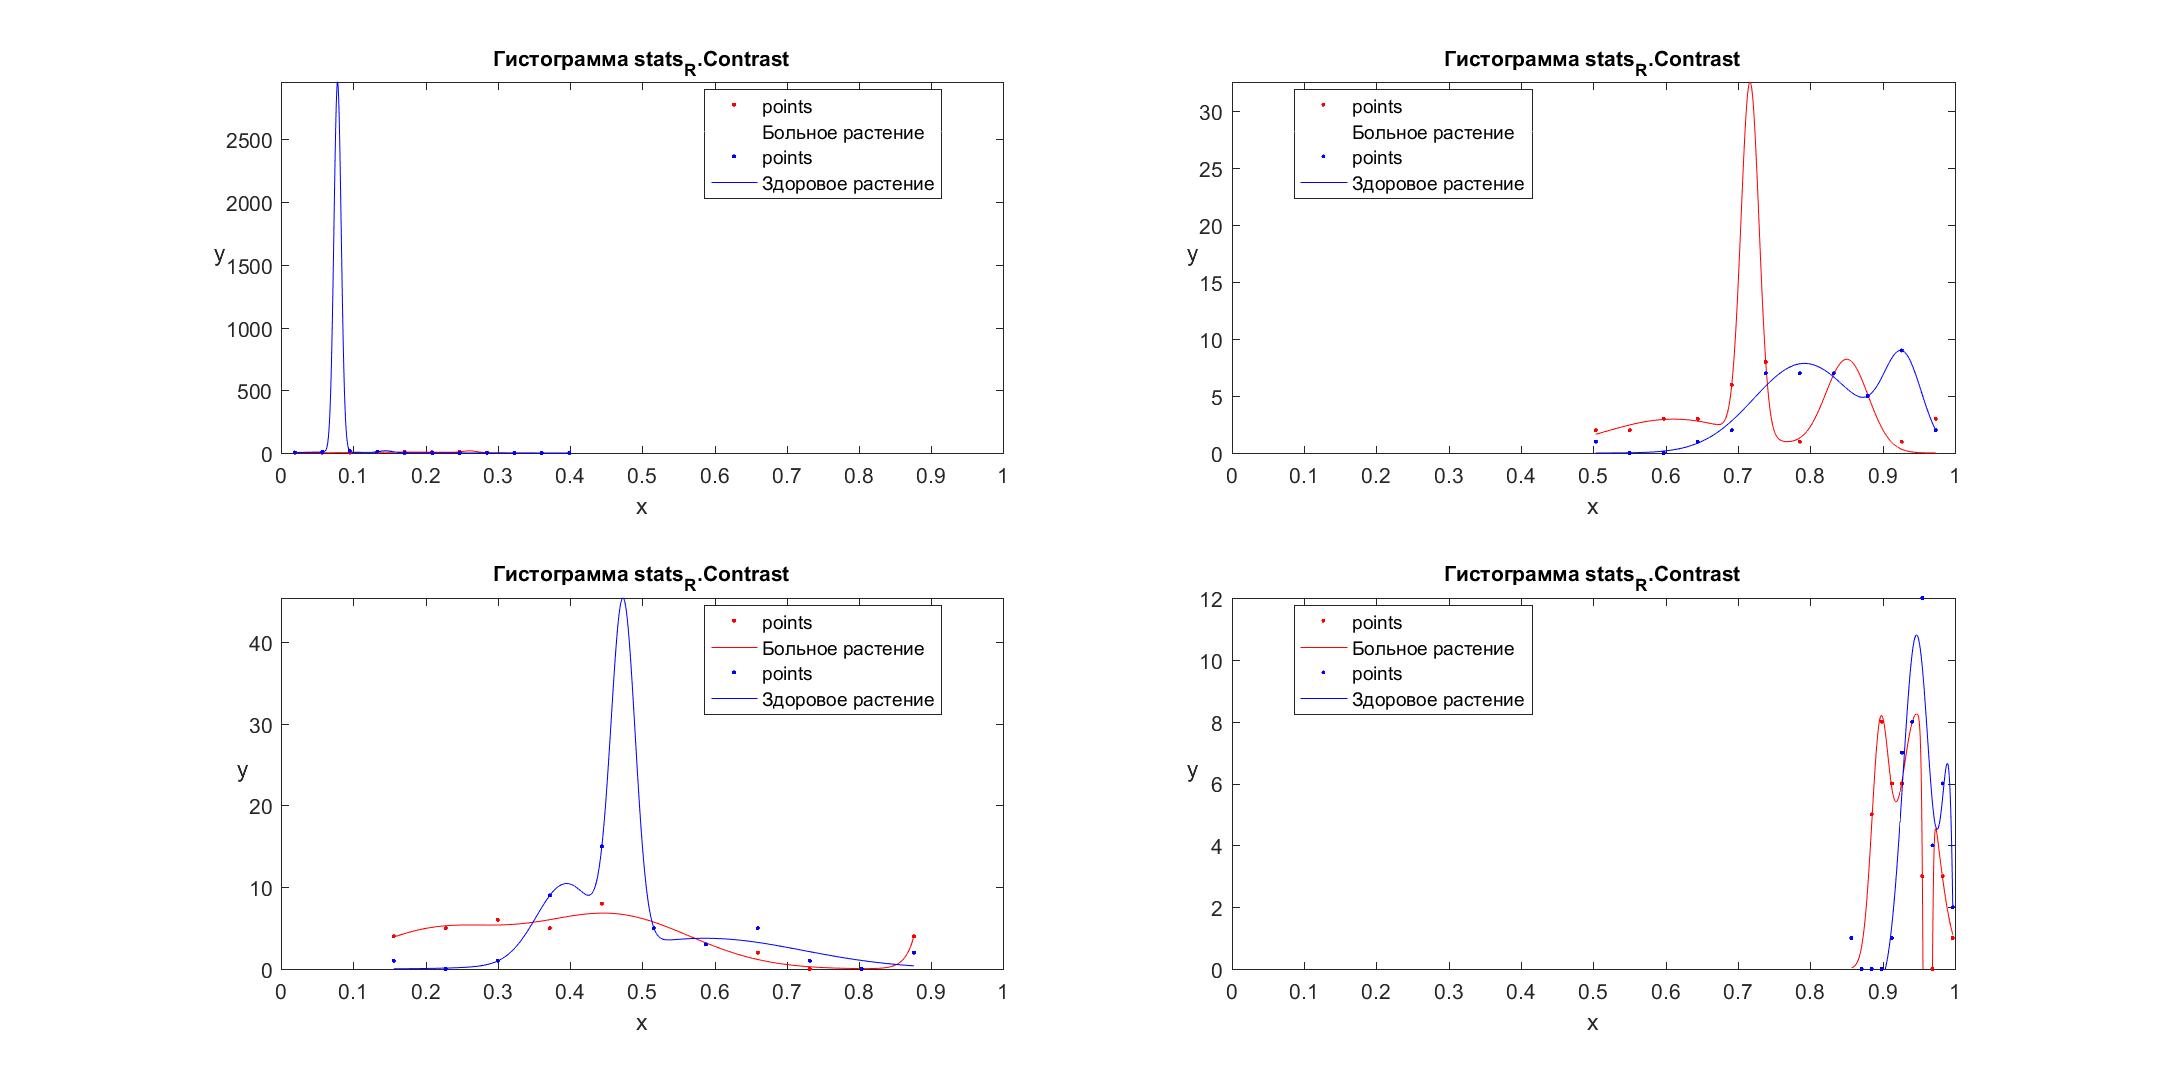 Гистограмма stats_R.Contrast
2500
2000
1500
1000
500
0
y
points
Больное растение
points
Здоровое растение
0 0.1 0.2 0.3 0.4 0.5 0.6 0.7 0.8 0.9 1
x
Гистограмма stats_R.Contrast
30
25
20
15
10
5
0
y
points
Больное растение
points
Здоровое растение
0 0.1 0.2 0.3 0.4 0.5 0.6 0.7 0.8 0.9 1
x
Гистограмма stats_R.Contrast
40
30
20
10
0
y
points
Больное растение
points
Здоровое растение
0 0.1 0.2 0.3 0.4 0.5 0.6 0.7 0.8 0.9 1
x
Гистограмма stats_R.Contrast
12
10
8
6
4
2
0
y
points
Больное растение
points
Здоровое растение
0 0.1 0.2 0.3 0.4 0.5 0.6 0.7 0.8 0.9 1
x